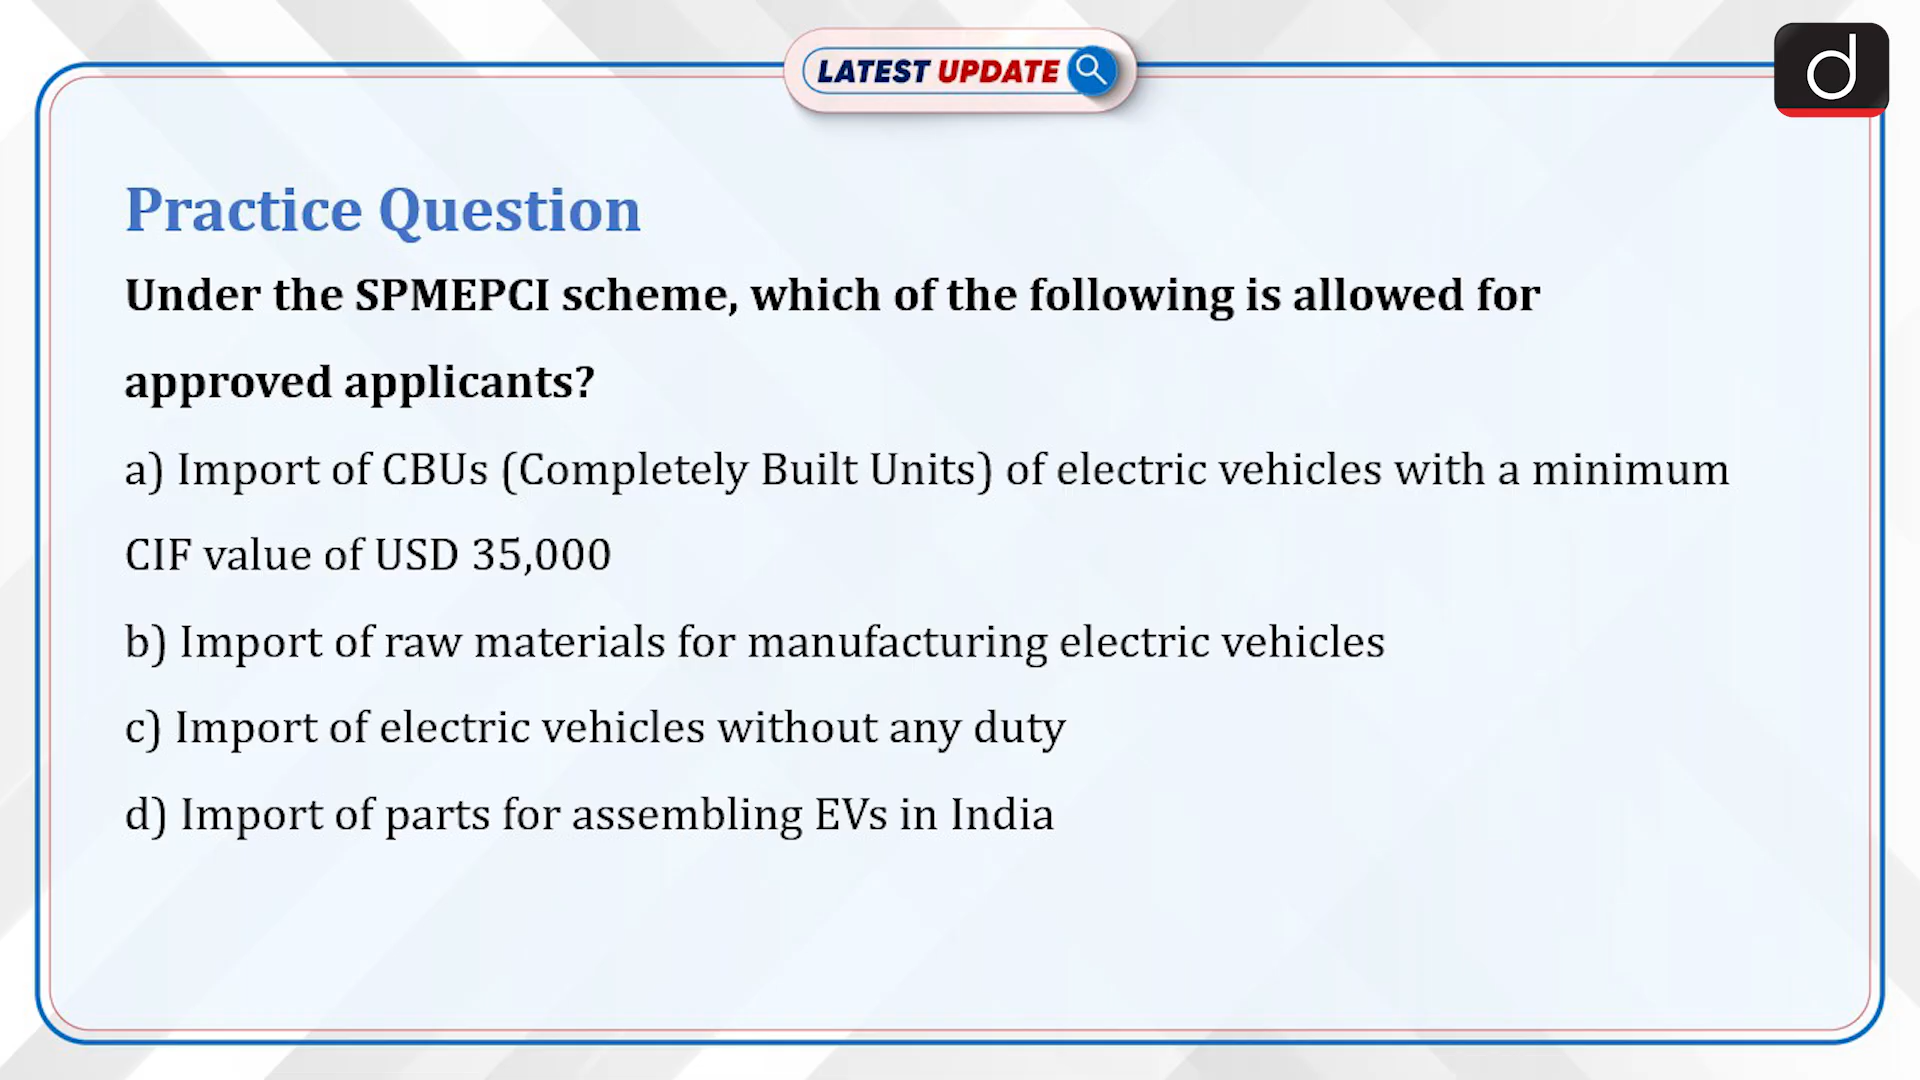 LATEST UPDATE
d
Practice Question
Under the SPMEPCI scheme, which of the following is allowed for
approved applicants?
a) Import of CBUs (Completely Built Units) of electric vehicles with a minimum
CIF value of USD 35,000
b) Import of raw materials for manufacturing electric vehicles
c) Import of electric vehicles without any duty
d) Import of parts for assembling EVs in India